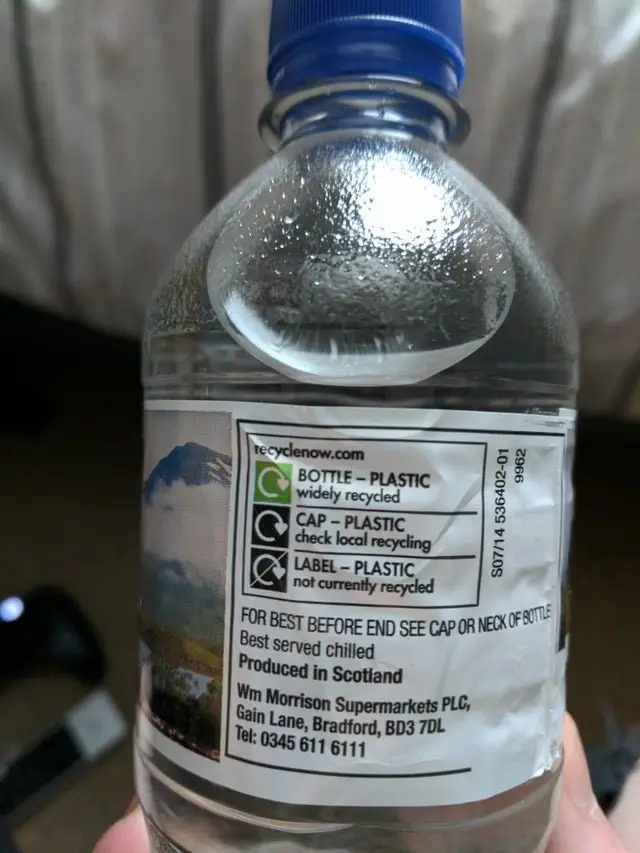 recyclenow.com
BOTTLE – PLASTIC
widely recycled
CAP – PLASTIC
check local recycling
LABEL – PLASTIC
not currently recycled
S07/14 536402-01
9962
FOR BEST BEFORE END SEE CAP OR NECK OF BOTTLE
Best served chilled
Produced in Scotland
Wm Morrison Supermarkets PLC,
Gain Lane, Bradford, BD3 7DL
Tel: 0345 611 6111